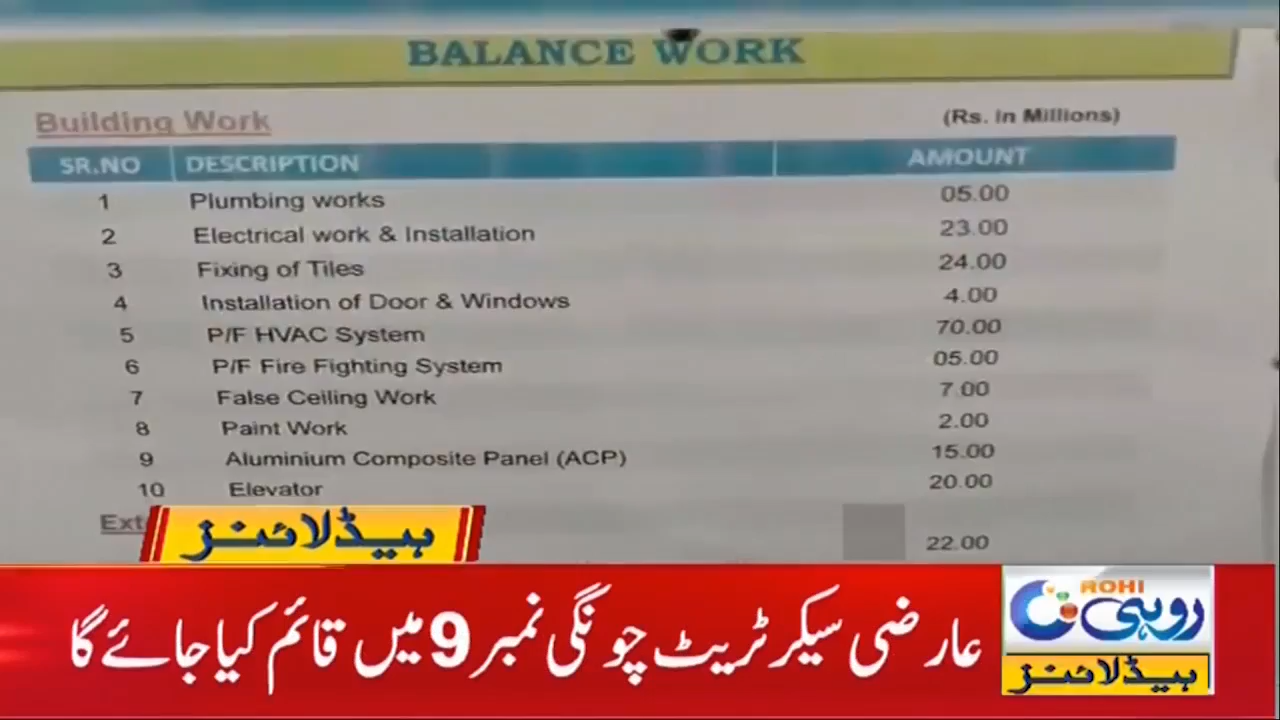 BALANCE WORK
Building Work
(Rs. In Millions)
SR.NO DESCRIPTION AMOUNT
1 Plumbing works 05.00
2 Electrical work & Installation 23.00
3 Fixing of Tiles 24.00
4 Installation of Door & Windows 4.00
5 P/F HVAC System 70.00
6 P/F Fire Fighting System 05.00
7 False Ceiling Work 7.00
8 Paint Work 2.00
9 Aluminium Composite Panel (ACP) 15.00
10 Elevator 20.00
22.00
ہیڈلائنز
عارضی سیکرٹریٹ چونگی نمبر 9 میں قائم کیا جائے گا
ROHI
روہی
ہیڈلائنز